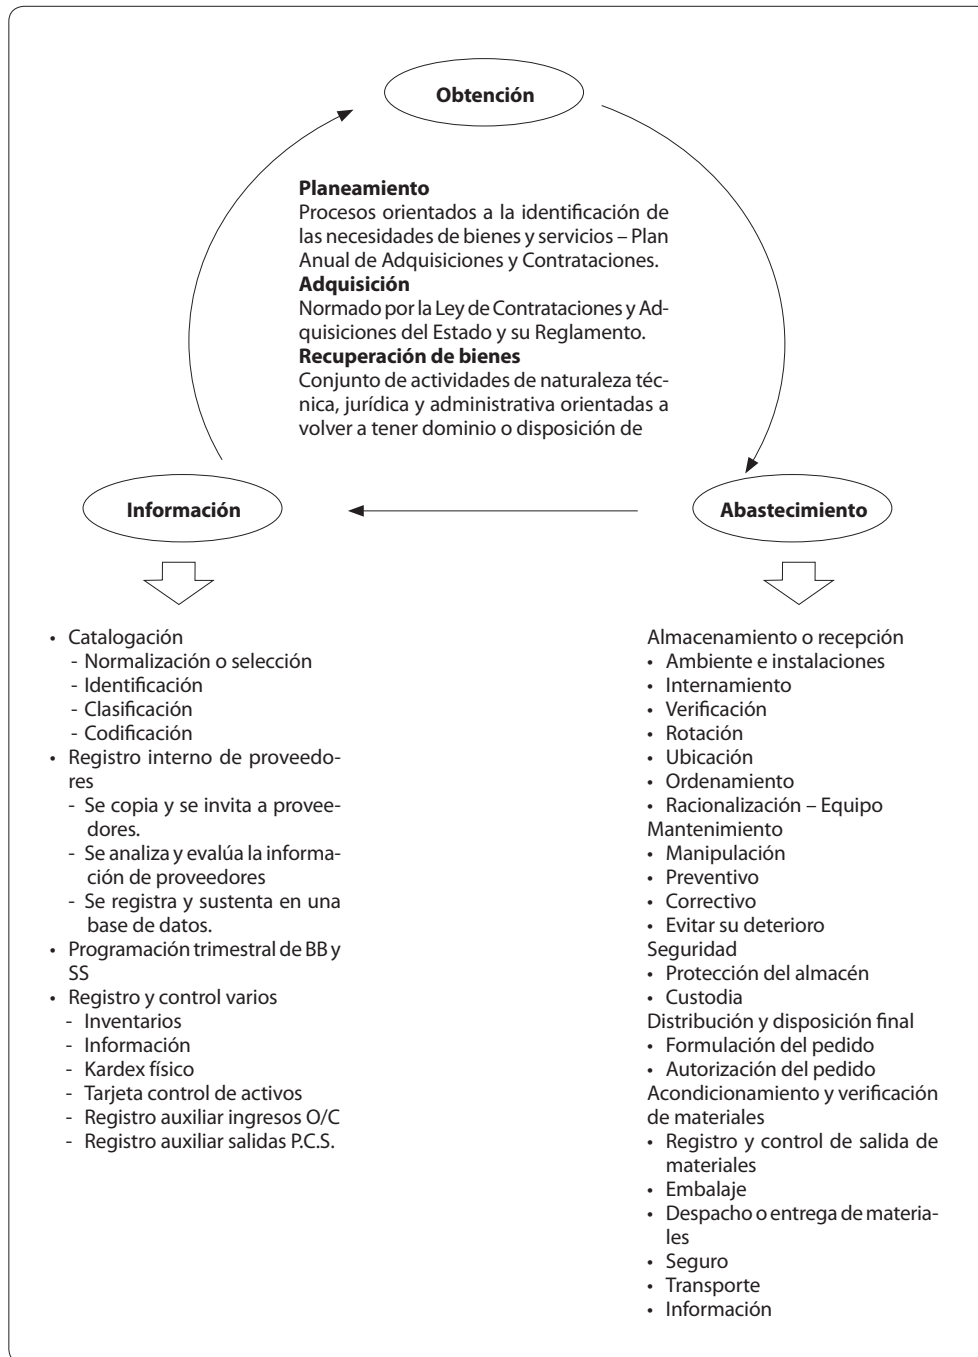 Obtención
Planeamiento
Procesos orientados a la identificación de
las necesidades de bienes y servicios – Plan
Anual de Adquisiciones y Contrataciones.
Adquisición
Normado por la Ley de Contrataciones y Ad-
quisiciones del Estado y su Reglamento.
Recuperación de bienes
Conjunto de actividades de naturaleza téc-
nica, jurídica y administrativa orientadas a
volver a tener dominio o disposición de
Información
Abastecimiento
• Catalogación
- Normalización o selección
- Identificación
- Clasificación
- Codificación
• Registro interno de proveedo-
res
- Se copia y se invita a provee-
dores.
- Se analiza y evalúa la informa-
ción de proveedores
- Se registra y sustenta en una
base de datos.
• Programación trimestral de BB y
SS
• Registro y control varios
- Inventarios
- Información
- Kardex físico
- Tarjeta control de activos
- Registro auxiliar ingresos O/C
- Registro auxiliar salidas P.C.S.
Almacenamiento o recepción
• Ambiente e instalaciones
• Internamiento
• Verificación
• Rotación
• Ubicación
• Ordenamiento
• Racionalización – Equipo
Mantenimiento
• Manipulación
• Preventivo
• Correctivo
• Evitar su deterioro
Seguridad
• Protección del almacén
• Custodia
Distribución y disposición final
• Formulación del pedido
• Autorización del pedido
Acondicionamiento y verificación
de materiales
• Registro y control de salida de
materiales
• Embalaje
• Despacho o entrega de materia-
les
• Seguro
• Transporte
• Información